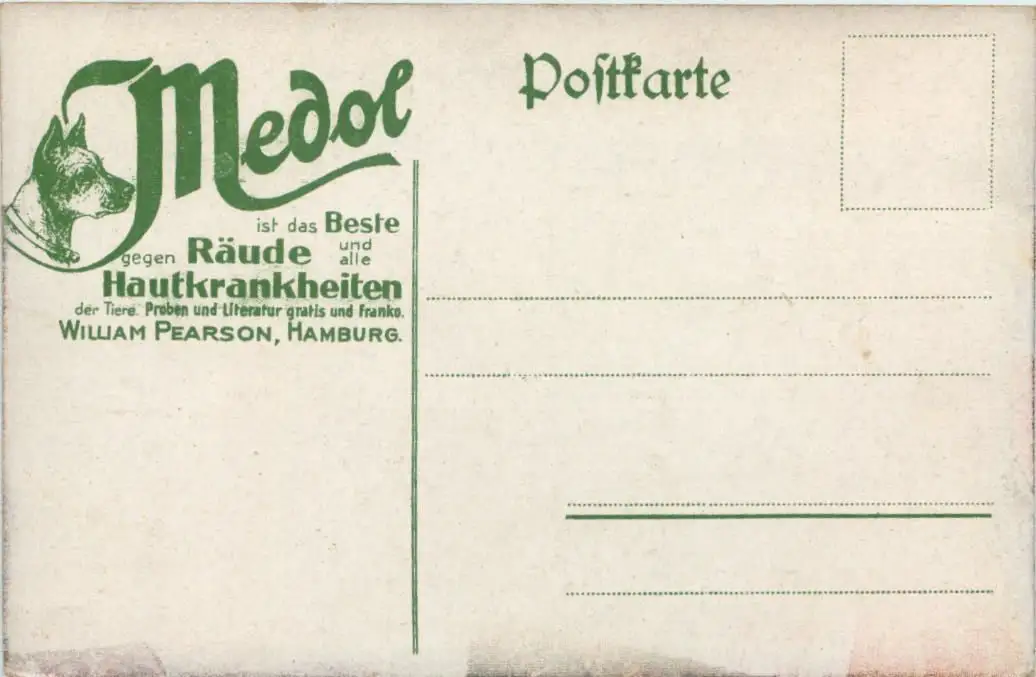 Medol
ist das Beste
gegen Räude und alle
Hautkrankheiten
der Tiere. Proben und Literatur gratis und franko.
WILLIAM PEARSON, HAMBURG.
Poſtkarte